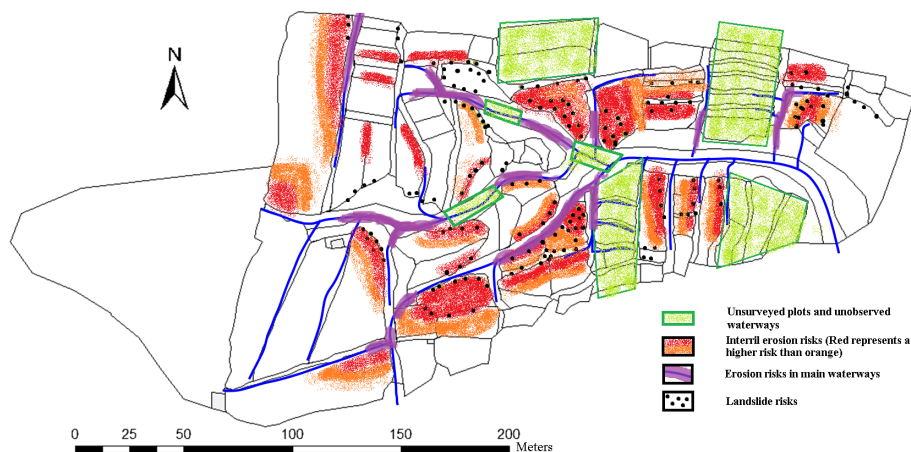 N
Unsurveyed plots and unobserved
waterways
Interril erosion risks (Red represents a
higher risk than orange)
Erosion risks in main waterways
Landslide risks
0 25 50 100 150 200
Meters